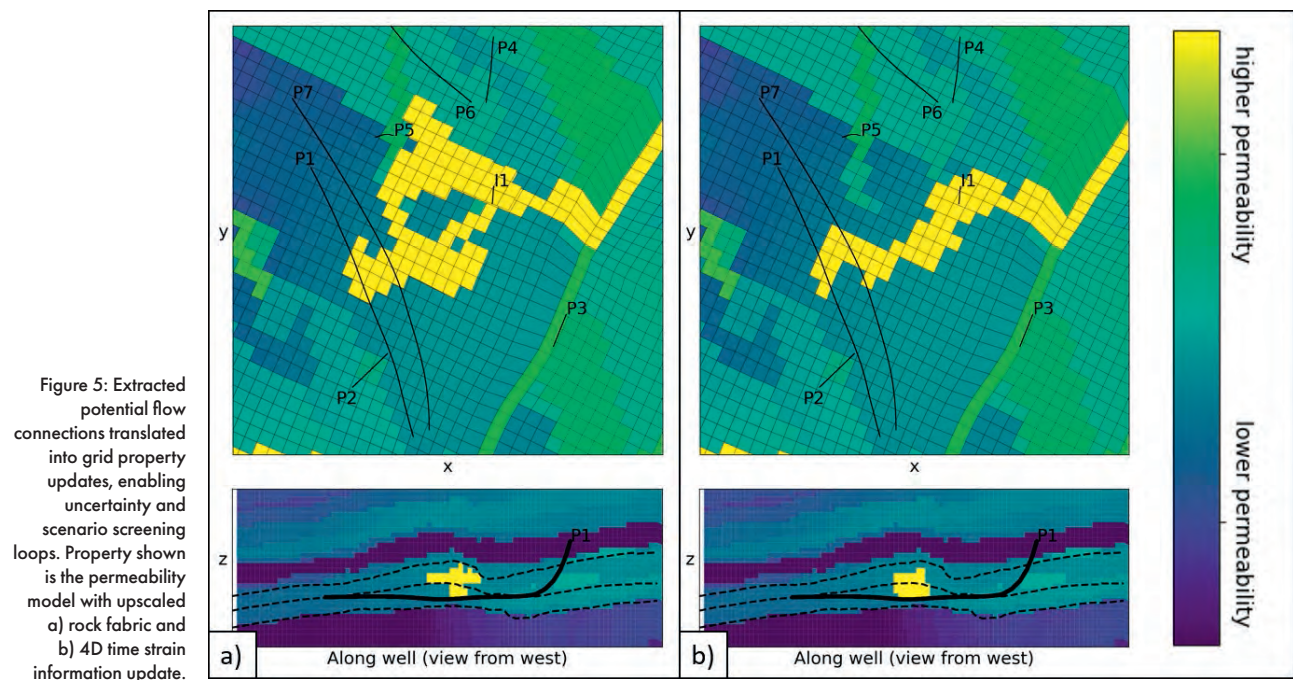 Figure 5: Extracted
potential flow
connections translated
into grid property
updates, enabling
uncertainty and
scenario screening
loops. Property shown
is the permeability
model with upscaled
a) rock fabric and
b) 4D time strain
information update.
P4
P7
P6
P5
P1
I1
y
P3
P2
x
P1
z
a)
Along well (view from west)
P4
P7
P6
P5
P1
I1
y
P3
P2
x
P1
z
b)
Along well (view from west)
higher permeability
lower permeability